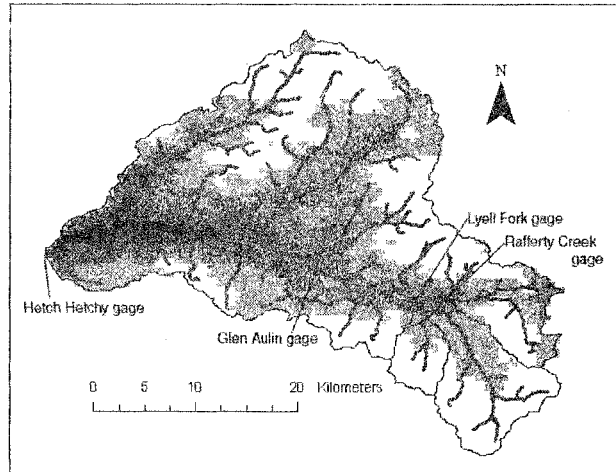 N
Lyell Fork gage
Rafferty Creek
gage
Hetch Hetchy gage
Glen Aulin gage
0 5 10 20 Kilometers